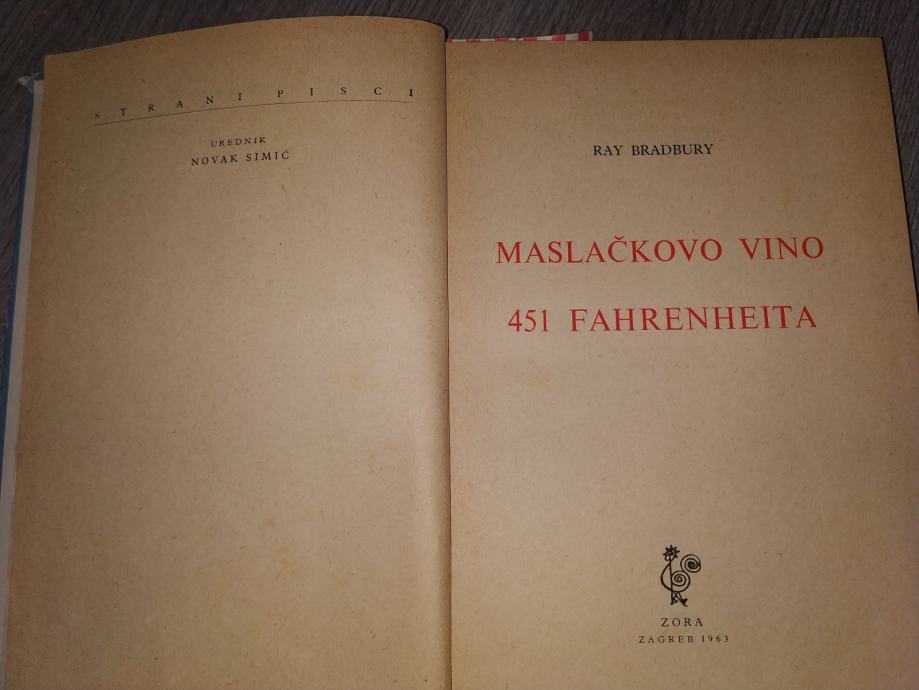 STRANI PISCI
UREDNIK
NOVAK SIMIĆ
RAY BRADBURY
MASLAČKOVO VINO
451 FAHRENHEITA
ZORA
ZAGREB 1963